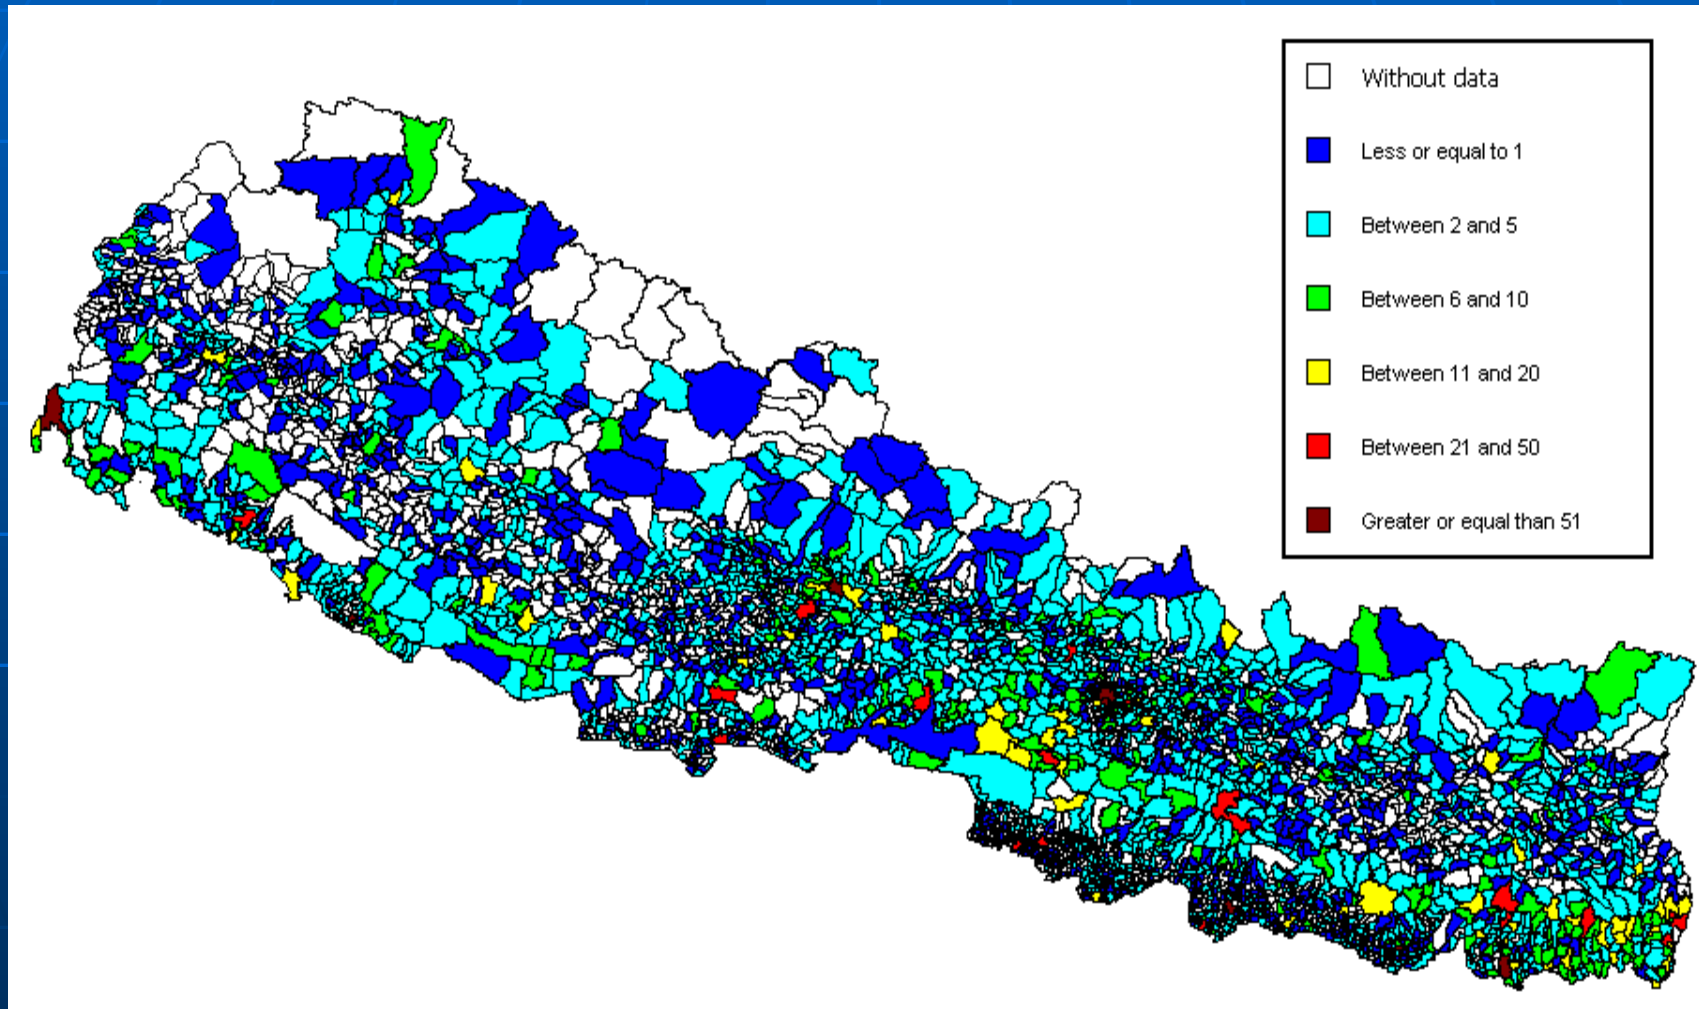 Without data
Less or equal to 1
Between 2 and 5
Between 6 and 10
Between 11 and 20
Between 21 and 50
Greater or equal than 51